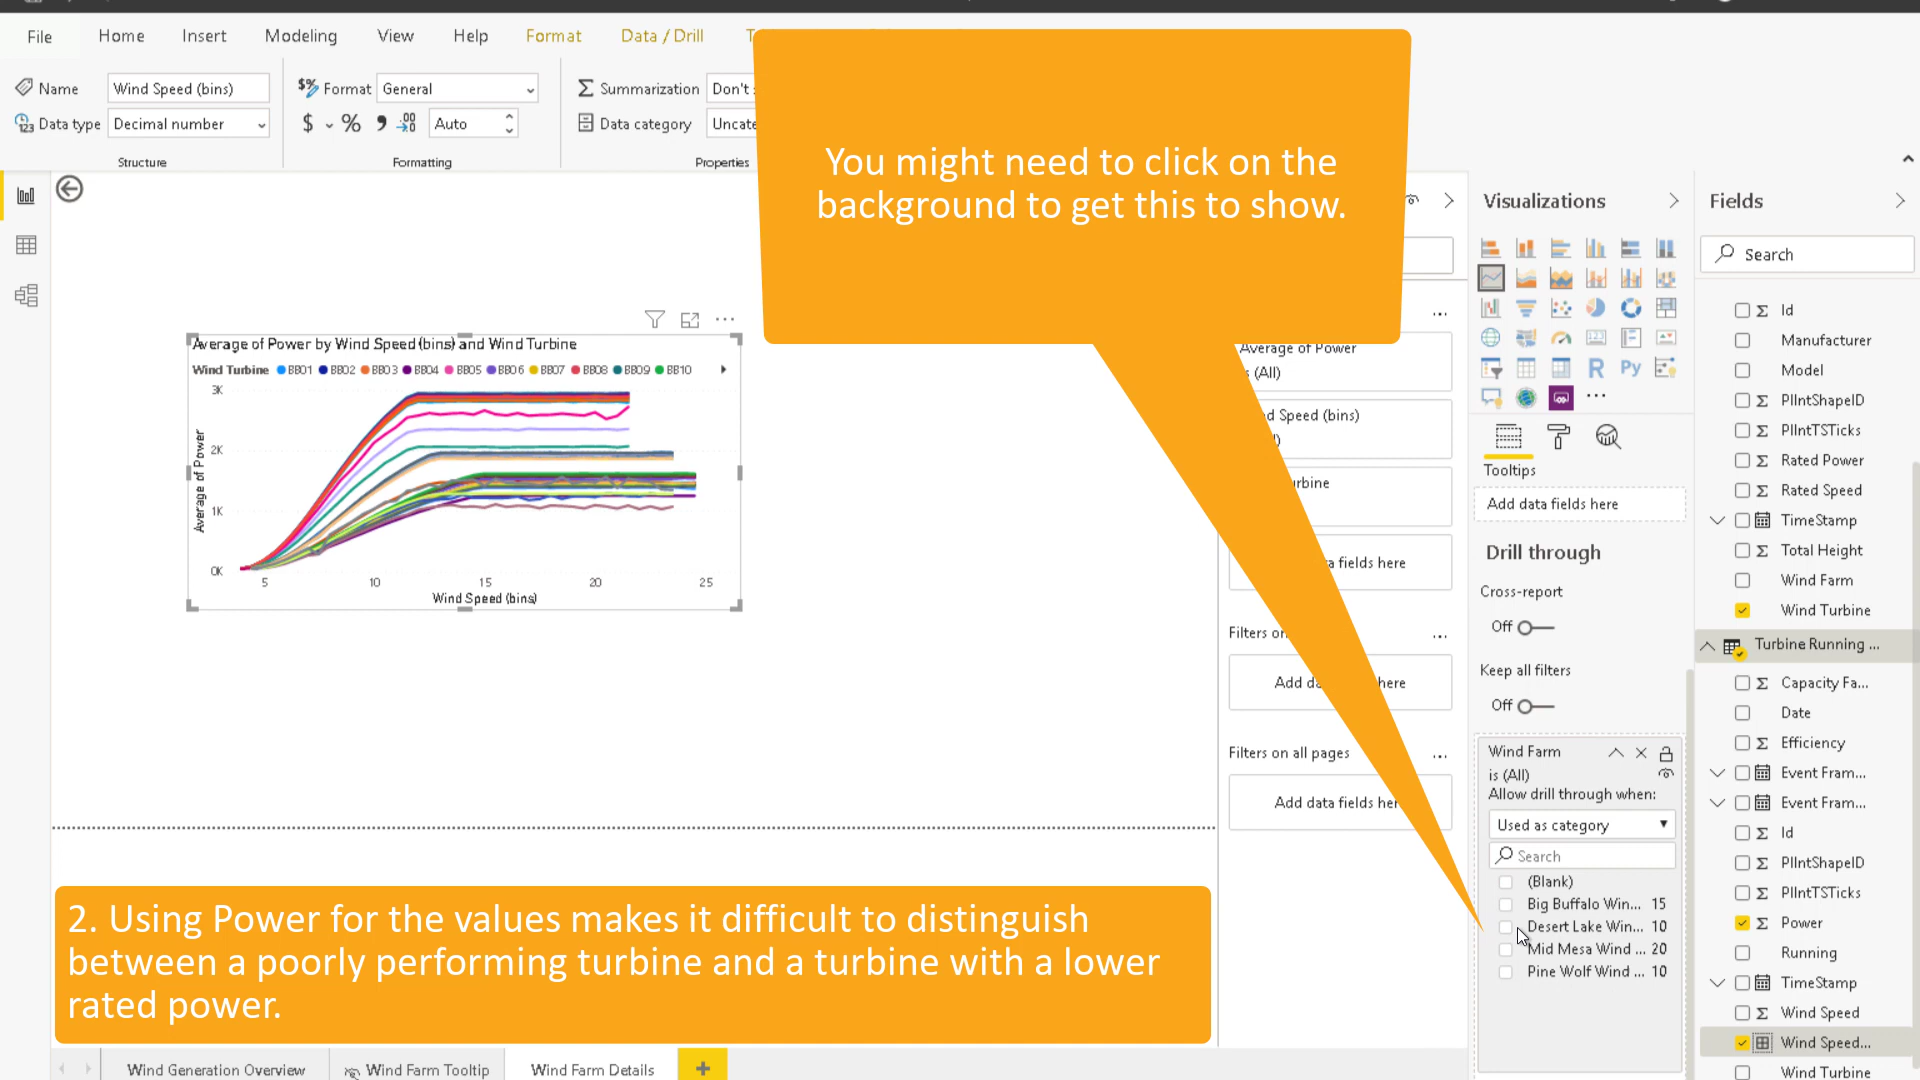 File Home Insert Modeling View Help Format Data / Drill
Name Wind Speed (bins) Format General Summarization Don't
Data type Decimal number $ % Auto Data category Uncate
Structure Formatting Properties
You might need to click on the
background to get this to show.
Average of Power by Wind Speed (bins) and Wind Turbine
Wind Turbine BB01 BB02 BB03 BB04 BB05 BB06 BB07 BB08 BB09 BB10
3K
2K
1K
0K
Average of Power
5 10 15 20 25
Wind Speed (bins)
2. Using Power for the values makes it difficult to distinguish
between a poorly performing turbine and a turbine with a lower
rated power.
Wind Generation Overview Wind Farm Tooltip Wind Farm Details +
Average of Power
(All)
Speed (bins)
fields here
Filters on
Add here
Filters on all pages
Add data fields her
Visualizations
R Py
Tooltips
Add data fields here
Drill through
Cross-report
Off
Keep all filters
Off
Wind Farm
is (All)
Allow drill through when:
Used as category
Search
(Blank)
Big Buffalo Win... 15
Desert Lake Win... 10
Mid Mesa Wind ... 20
Pine Wolf Wind ... 10
Fields
Search
Id
Manufacturer
Model
PIIntShapeID
PIIntTSTicks
Rated Power
Rated Speed
TimeStamp
Total Height
Wind Farm
Wind Turbine
Turbine Running ...
Capacity Fa...
Date
Efficiency
Event Fram...
Event Fram...
Id
PIIntShapeID
PIIntTSTicks
Power
Running
TimeStamp
Wind Speed
Wind Speed...
Wind Turbine